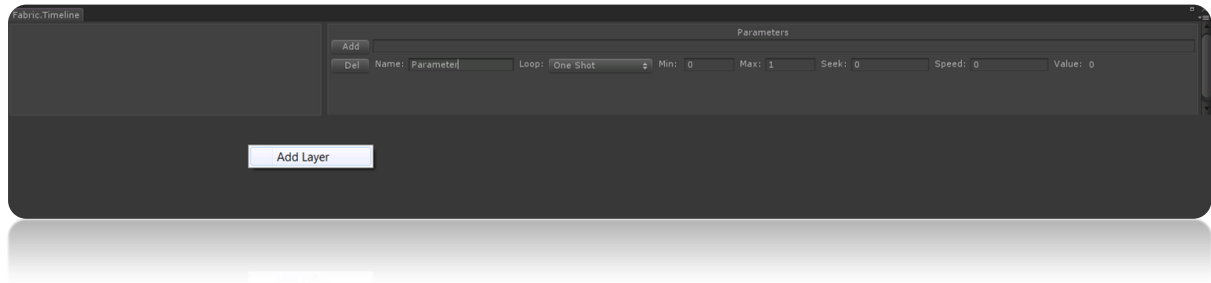 Fabric.Timeline
Parameters
Add
Del Name: Parameter Loop: One Shot Min: 0 Max: 1 Seek: 0 Speed: 0 Value: 0
Add Layer